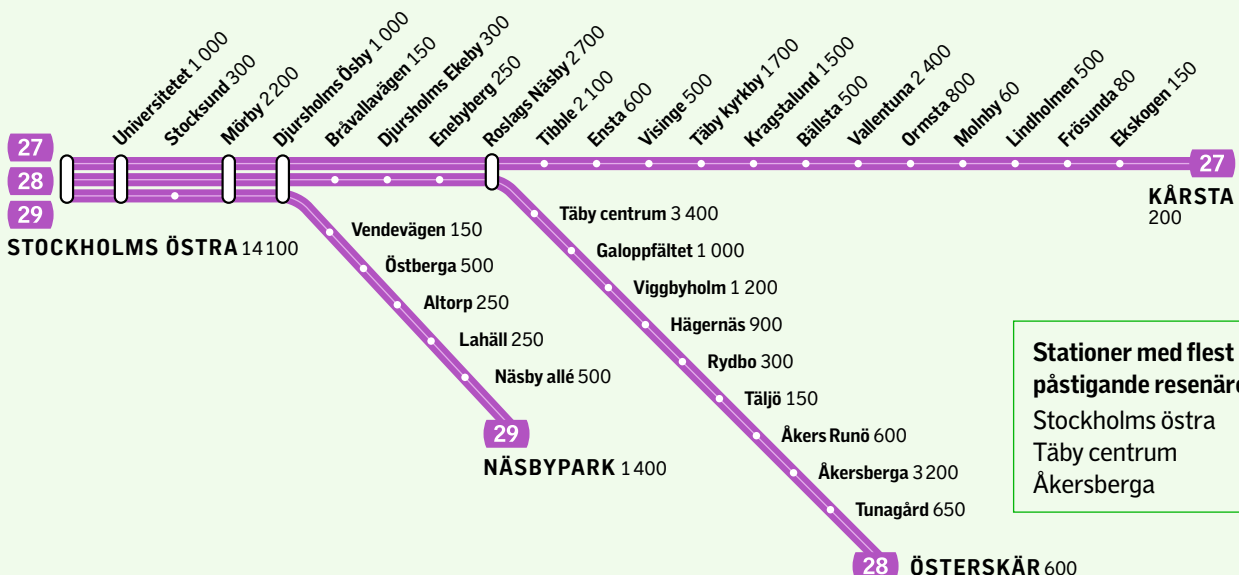 Universitetet 1 000
Stocksund 300
Mörby 2 200
Djursholms Ösby 1 000
Bråvallavägen 150
Djursholms Ekeby 300
Enebyberg 250
Roslags Näsby 2 700
Tibble 2 100
Ensta 600
Visinge 500
Täby kyrkby 1 700
Kragstalund 1 500
Bällsta 500
Vallentuna 2 400
Ormsta 800
Molnby 60
Lindholmen 500
Frösunda 80
Ekskogen 150
27
28
29
STOCKHOLMS ÖSTRA 14 100
27
KÅRSTA
200
Vendevägen 150
Östberga 500
Altorp 250
Lahäll 250
Näsby allé 500
29
NÄSBYPARK 1 400
Täby centrum 3 400
Galoppfältet 1 000
Viggbyholm 1 200
Hägernäs 900
Rydbo 300
Täljö 150
Åkers Runö 600
Åkersberga 3 200
Tunagård 650
28
ÖSTERSKÄR 600
Stationer med flest
påstigande resenäre
Stockholms östra
Täby centrum
Åkersberga